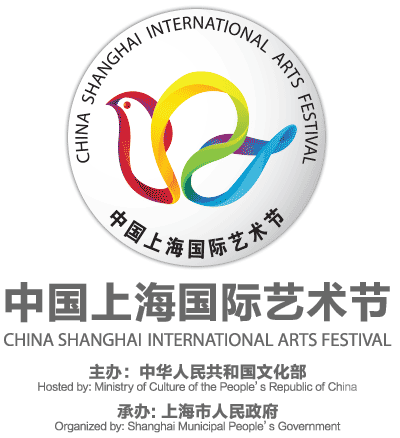 CHINA SHANGHAI INTERNATIONAL ARTS FESTIVAL
中国上海国际艺术节
中国上海国际艺术节
CHINA SHANGHAI INTERNATIONAL ARTS FESTIVAL
主办：中华人民共和国文化部
Hosted by: Ministry of Culture of the People's Republic of China
承办: 上海市人民政府
Organized by: Shanghai Municipal People's Government